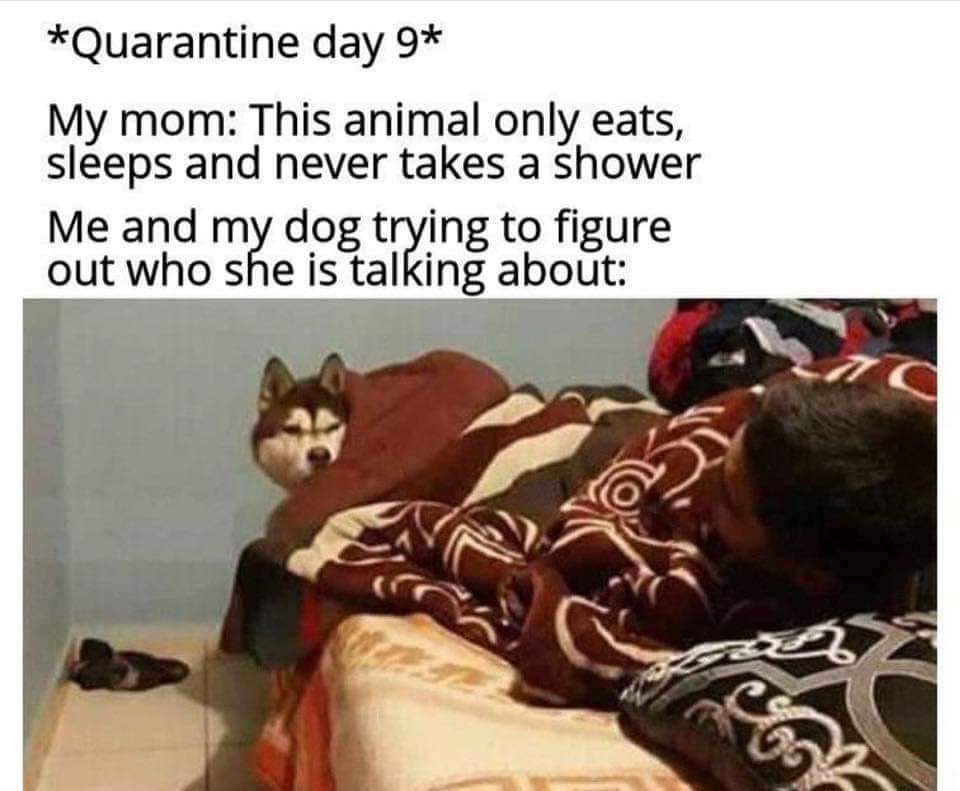 *Quarantine day 9*
My mom: This animal only eats,
sleeps and never takes a shower
Me and my dog trying to figure
out who she is talking about: